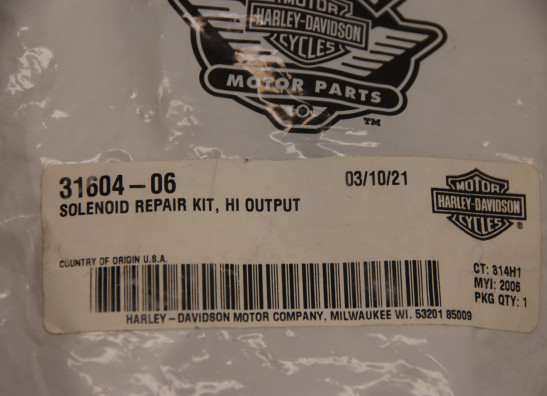 MOTOR
HARLEY-DAVIDSON
CYCLES
MOTOR PARTS
TM
31604-06 03/10/21
SOLENOID REPAIR KIT, HI OUTPUT
MOTOR
HARLEY-DAVIDSON
CYCLES
®
COUNTRY OF ORIGIN U.S.A.
CT: 314H1
MYI: 2006
PKG QTY: 1
HARLEY-DAVIDSON MOTOR COMPANY, MILWAUKEE WI. 53201 85009